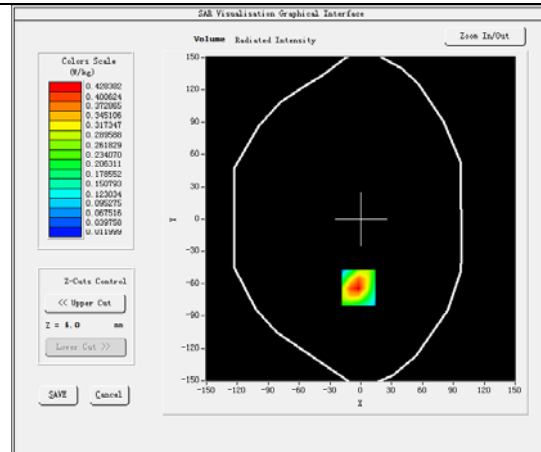 SAR Visualisation Graphical Interface
Volume Radiated Intensity
Zoom In/Out
Colors Scale
(W/kg)
0.428382
0.400624
0.372865
0.345106
0.317347
0.289588
0.261829
0.234070
0.206311
0.178552
0.150793
0.123034
0.095275
0.067516
0.039758
0.011999
150
120
90
60
30
0
-30
-60
-90
-120
-150
Y
-150 -120 -90 -60 -30 0 30 60 90 120 150
X
Z-Cuts Control
<< Upper Cut
Z = 4.0 mm
Lower Cut >>
SAVE Cancel